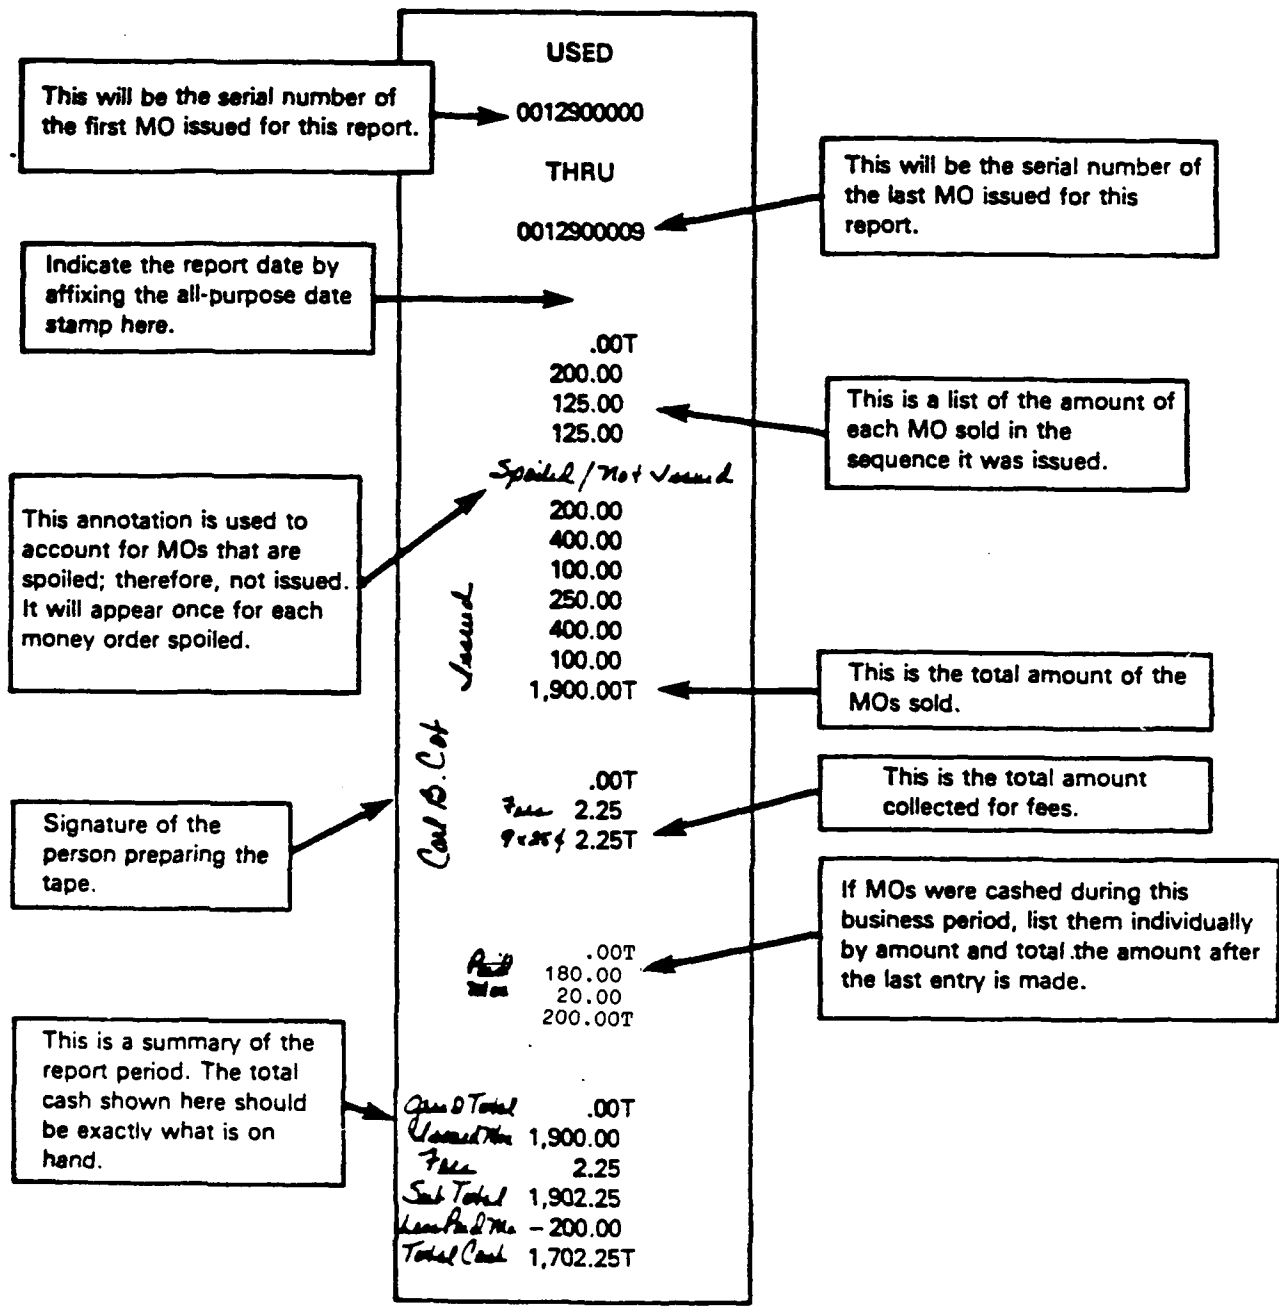 USED
This will be the serial number of
the first MO issued for this report.
0012900000
THRU
This will be the serial number of
the last MO issued for this
report.
0012900009
Indicate the report date by
affixing the all-purpose date
stamp here.
.00T
200.00
125.00
125.00
This is a list of the amount of
each MO sold in the
sequence it was issued.
Spoiled / Not Issued
This annotation is used to
account for MOs that are
spoiled; therefore, not issued.
It will appear once for each
money order spoiled.
200.00
400.00
100.00
250.00
400.00
100.00
1,900.00T
Issued
This is the total amount of the
MOs sold.
Carl B. Cot
.00T
Fees 2.25
9 x 25¢ 2.25T
This is the total amount
collected for fees.
Signature of the
person preparing the
tape.
If MOs were cashed during this
business period, list them individually
by amount and total the amount after
the last entry is made.
.00T
Paid 180.00
Mos 20.00
200.00T
This is a summary of the
report period. The total
cash shown here should
be exactly what is on
hand.
Grand Total .00T
Issued Mos 1,900.00
Fees 2.25
Sub Total 1,902.25
Less Paid Mo - 200.00
Total Cash 1,702.25T